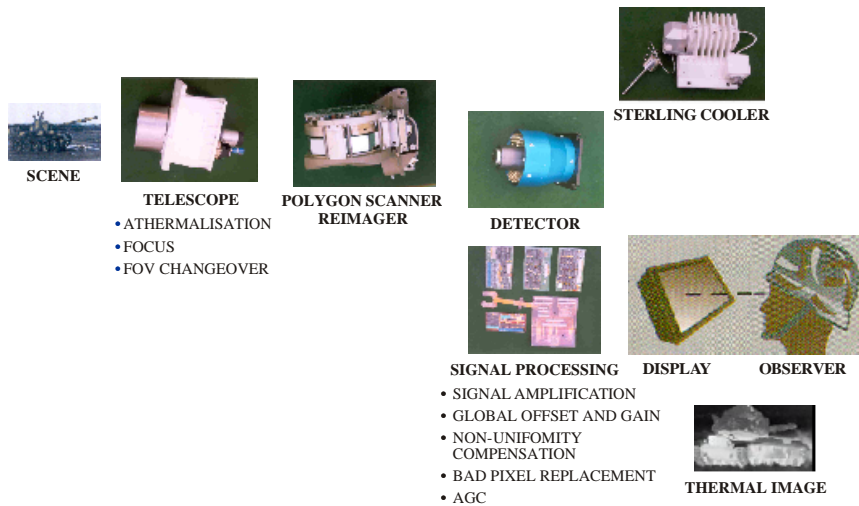 STERLING COOLER
SCENE
TELESCOPE
• ATHERMALISATION
• FOCUS
• FOV CHANGEOVER
POLYGON SCANNER
REIMAGER
DETECTOR
SIGNAL PROCESSING
• SIGNAL AMPLIFICATION
• GLOBAL OFFSET AND GAIN
• NON-UNIFOMITY
COMPENSATION
• BAD PIXEL REPLACEMENT
• AGC
DISPLAY
OBSERVER
THERMAL IMAGE